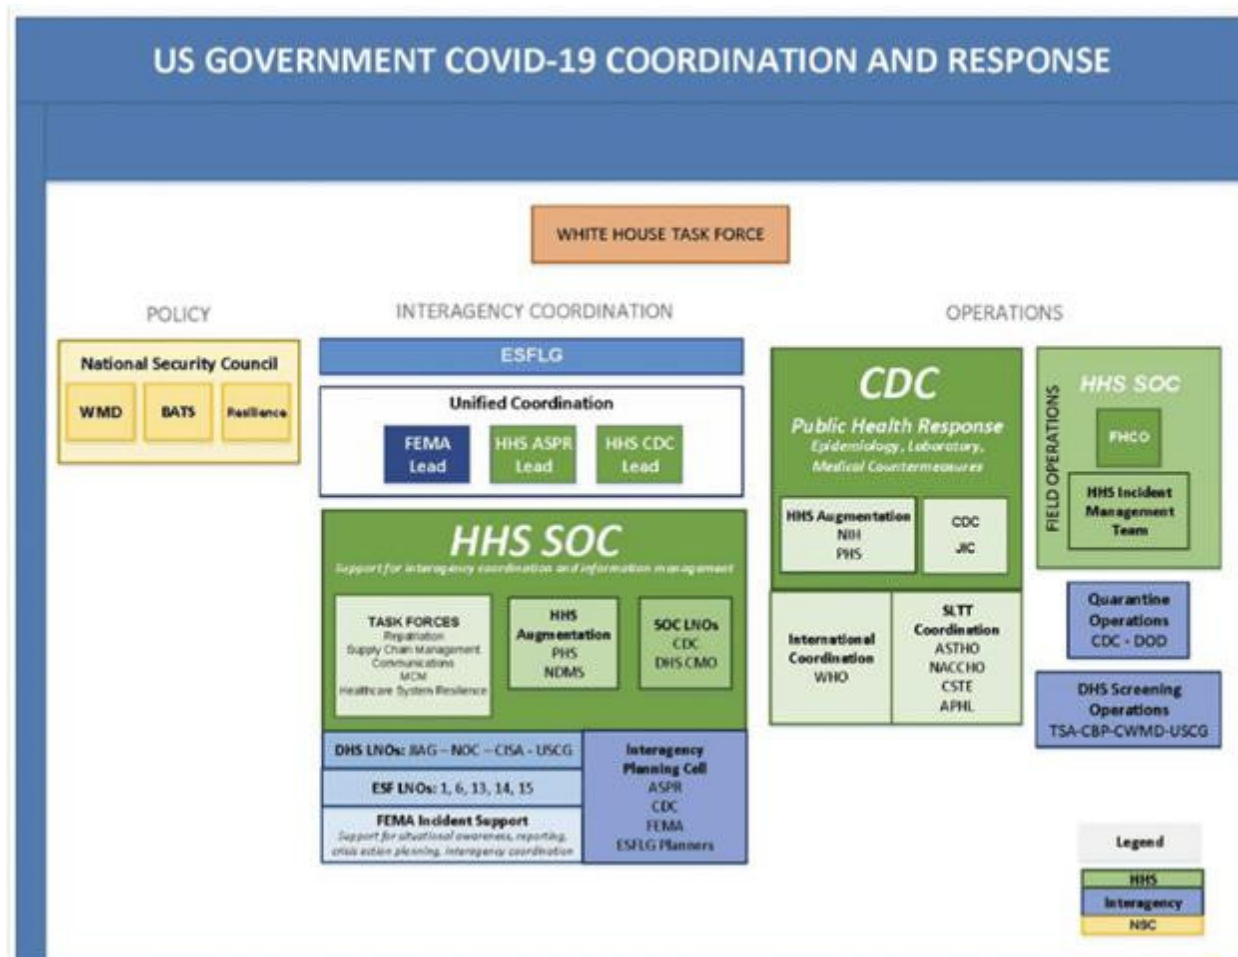 US GOVERNMENT COVID-19 COORDINATION AND RESPONSE
WHITE HOUSE TASK FORCE
POLICY
National Security Council
WMD
BATS
Resilience
INTERAGENCY COORDINATION
ESFLG
Unified Coordination
FEMA
Lead
HHS ASPR
Lead
HHS CDC
Lead
HHS SOC
Support for interagency coordination and information management
TASK FORCES
Repatriation
Supply Chain Management
Communications
MCM
Healthcare System Resilience
HHS
Augmentation
PHS
NDMS
SOC LNOs
CDC
DHS CMO
DHS LNOs: IIAG – NOC – CISA - USCG
ESF LNOs: 1, 6, 13, 14, 15
FEMA Incident Support
Support for situational awareness, reporting,
crisis action planning, interagency coordination
Interagency
Planning Cell
ASPR
CDC
FEMA
ESFLG Planners
OPERATIONS
CDC
Public Health Response
Epidemiology, Laboratory,
Medical Countermeasures
HHS Augmentation
NIH
PHS
CDC
JIC
International
Coordination
WHO
SLTT
Coordination
ASTHO
NACCHO
CSTE
APHL
FIELD OPERATIONS
HHS SOC
FHCO
HHS Incident
Management
Team
Quarantine
Operations
CDC - DOD
DHS Screening
Operations
TSA-CBP-CWMD-USCG
Legend
HHS
Interagency
NSC